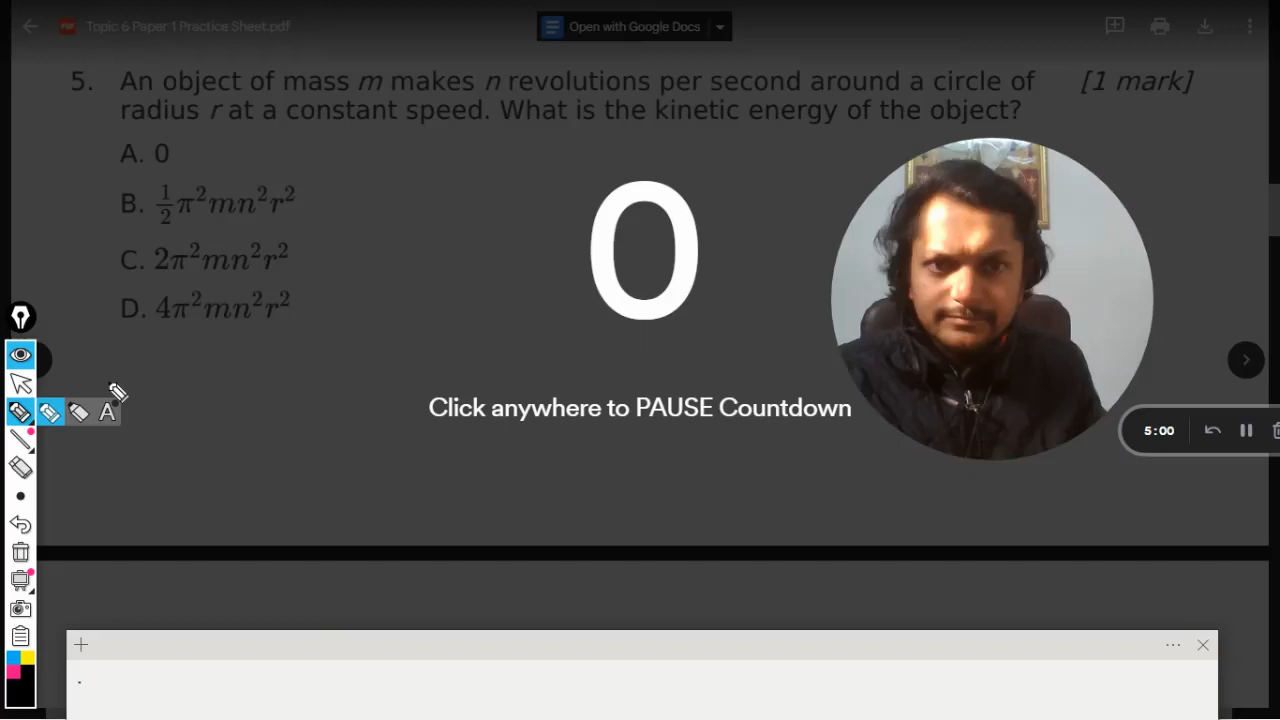 Topic 6 Paper 1 Practice Sheet.pdf
Open with Google Docs
5. An object of mass m makes n revolutions per second around a circle of [1 mark]
radius r at a constant speed. What is the kinetic energy of the object?
A. 0
B. \frac{1}{2}π²mn²r²
C. 2π²mn²r²
D. 4π²mn²r²
0
Click anywhere to PAUSE Countdown
A
5:00